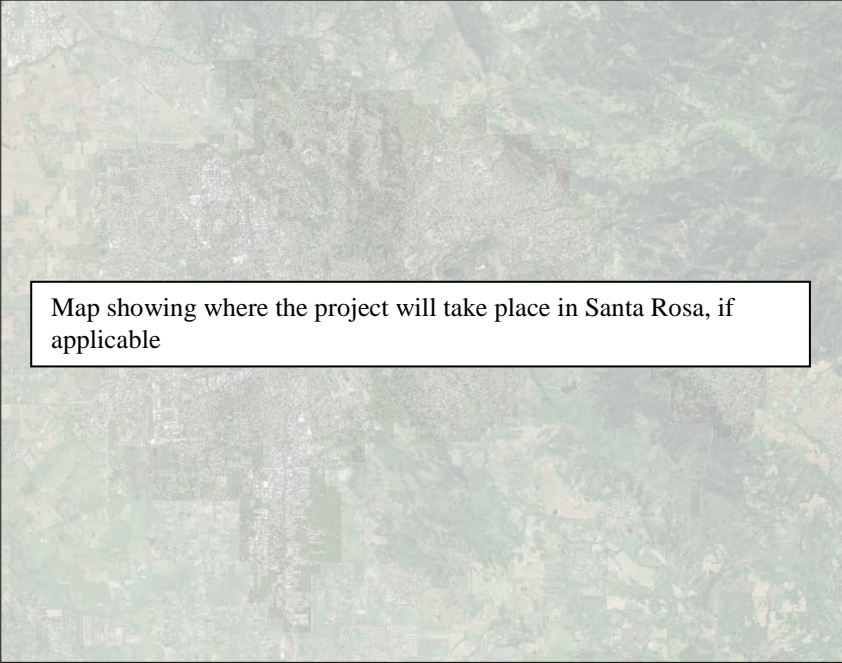 Map showing where the project will take place in Santa Rosa, if
applicable